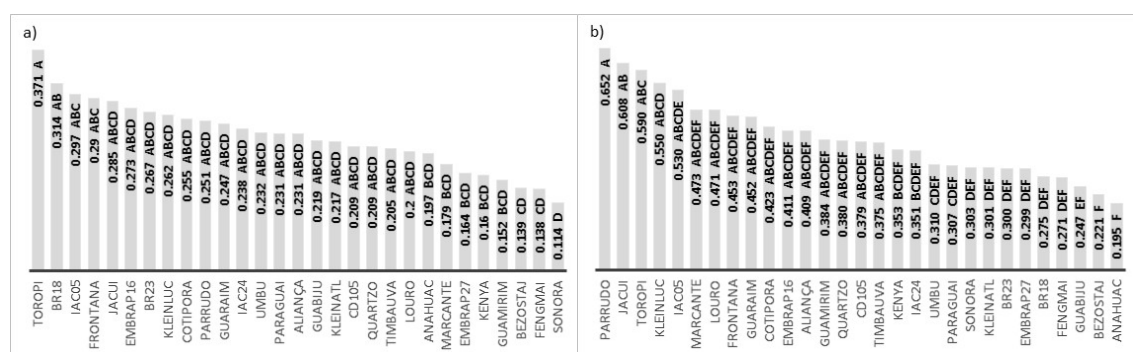 a)
0.371 A
0.314 AB
0.297 ABC
0.29 ABC
0.285 ABCD
0.273 ABCD
0.267 ABCD
0.262 ABCD
0.255 ABCD
0.251 ABCD
0.247 ABCD
0.238 ABCD
0.232 ABCD
0.231 ABCD
0.231 ABCD
0.219 ABCD
0.217 ABCD
0.209 ABCD
0.209 ABCD
0.205 ABCD
0.2 ABCD
0.197 BCD
0.179 BCD
0.164 BCD
0.16 BCD
0.152 BCD
0.139 CD
0.138 CD
0.114 D
TOROPI
BR18
IAC05
FRONTANA
JACUI
EMBRAP16
BR23
KLEINLUC
COTIPORA
PARRUDO
GUARAIM
IAC24
UMBU
PARAGUAI
ALIANÇA
GUABIJU
KLEINATL
CD105
QUARTZO
TIMBAUVA
LOURO
ANAHUAC
MARCANTE
EMBRAP27
KENYA
GUAMIRIM
BEZOSTAJ
FENGMAI
SONORA
b)
0.652 A
0.608 AB
0.590 ABC
0.550 ABCD
0.530 ABCDE
0.473 ABCDEF
0.471 ABCDEF
0.453 ABCDEF
0.452 ABCDEF
0.423 ABCDEF
0.411 ABCDEF
0.409 ABCDEF
0.384 ABCDEF
0.380 ABCDEF
0.379 ABCDEF
0.375 ABCDEF
0.353 BCDEF
0.351 BCDEF
0.310 CDEF
0.307 CDEF
0.303 DEF
0.301 DEF
0.300 DEF
0.299 DEF
0.275 DEF
0.271 DEF
0.247 EF
0.221 F
0.195 F
PARRUDO
JACUI
TOROPI
KLEINLUC
IAC05
MARCANTE
LOURO
FRONTANA
GUARAIM
COTIPORA
EMBRAP16
ALIANÇA
GUAMIRIM
QUARTZO
CD105
TIMBAUVA
KENYA
IAC24
UMBU
PARAGUAI
SONORA
KLEINATL
BR23
EMBRAP27
BR18
FENGMAI
GUABIJU
BEZOSTAJ
ANAHUAC